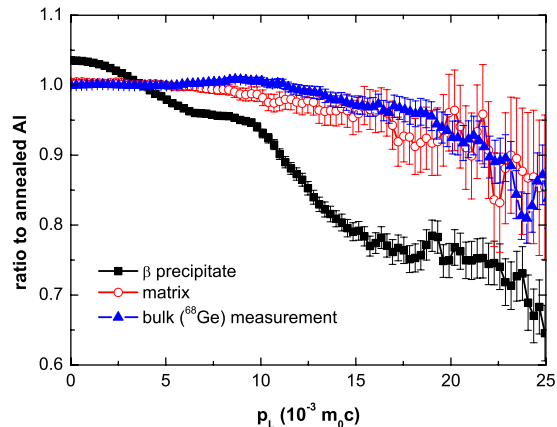 1.1
1.0
0.9
0.8
0.7
0.6
ratio to annealed Al
β precipitate
matrix
bulk (⁶⁸Ge) measurement
0 5 10 15 20 25
p_L (10⁻³ m₀c)